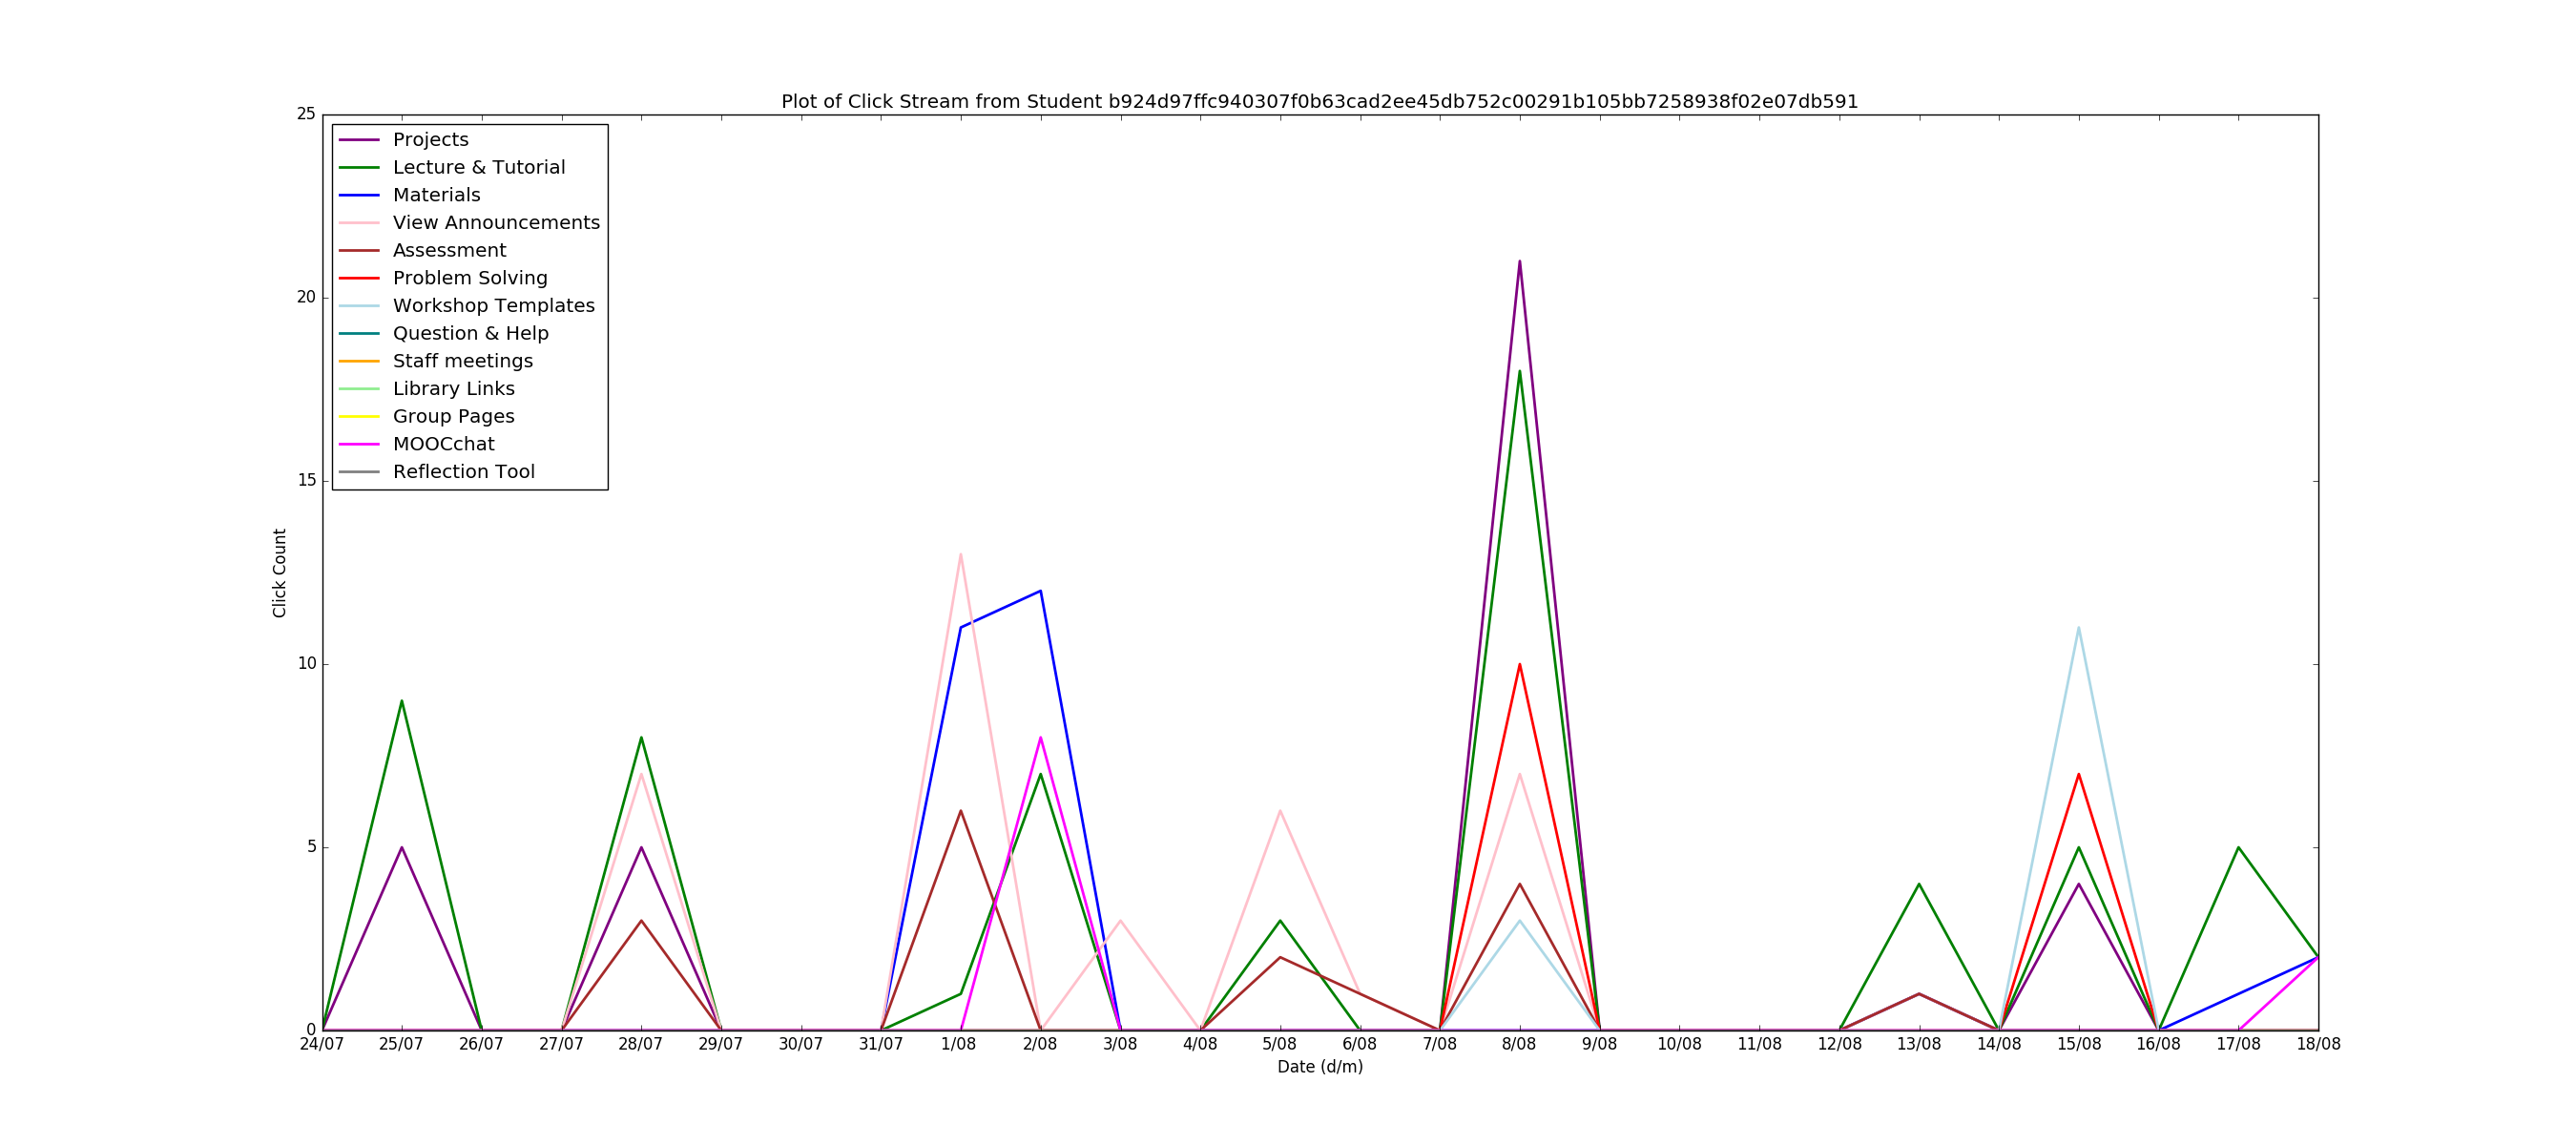 Plot of Click Stream from Student b924d97ffc940307f0b63cad2ee45db752c00291b105bb7258938f02e07db591
25
20
15
10
5
0
Click Count
Projects
Lecture & Tutorial
Materials
View Announcements
Assessment
Problem Solving
Workshop Templates
Question & Help
Staff meetings
Library Links
Group Pages
MOOCchat
Reflection Tool
24/07 25/07 26/07 27/07 28/07 29/07 30/07 31/07 1/08 2/08 3/08 4/08 5/08 6/08 7/08 8/08 9/08 10/08 11/08 12/08 13/08 14/08 15/08 16/08 17/08 18/08
Date (d/m)